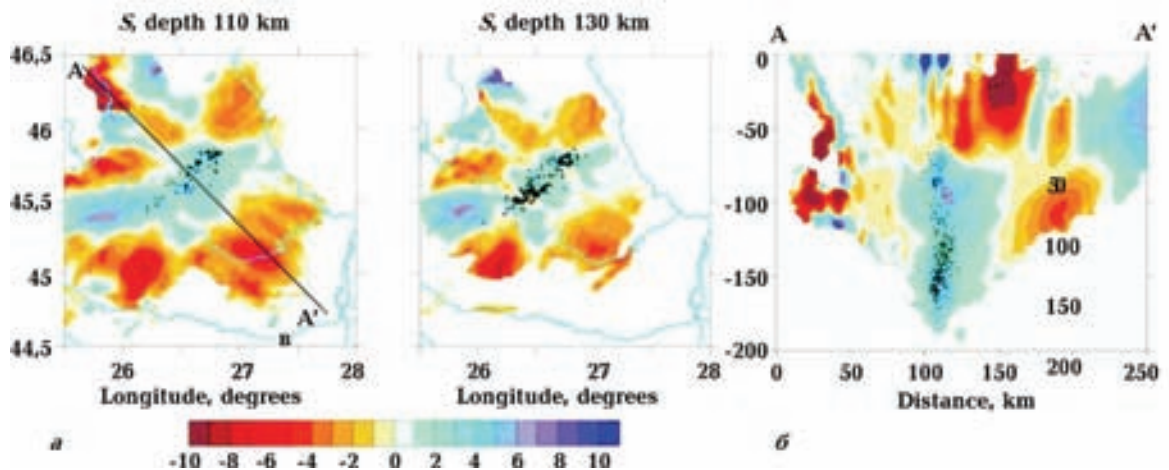 S, depth 110 km
S, depth 130 km
A
A'
46,5
46
45,5
45
44,5
A
A'
B
26
27
28
Longitude, degrees
26
27
28
Longitude, degrees
0
-50
-100
-150
-200
100
150
200
0
50
100
150
200
250
Distance, km
а
-10 -8 -6 -4 -2 0 2 4 6 8 10
б